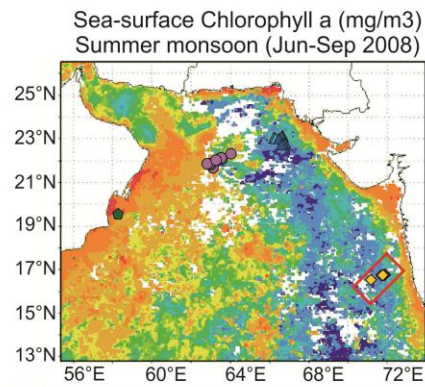 Sea-surface Chlorophyll a (mg/m3)
Summer monsoon (Jun-Sep 2008)
25°N
23°N
21°N
19°N
17°N
15°N
13°N
56°E 60°E 64°E 68°E 72°E